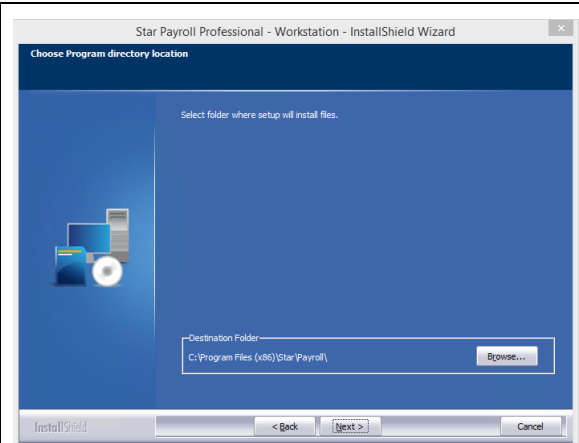 Star Payroll Professional - Workstation - InstallShield Wizard
Choose Program directory location
Select folder where setup will install files.
Destination Folder
C:\Program Files (x86)\Star\Payroll\
Browse...
InstallShield
< Back
Next >
Cancel